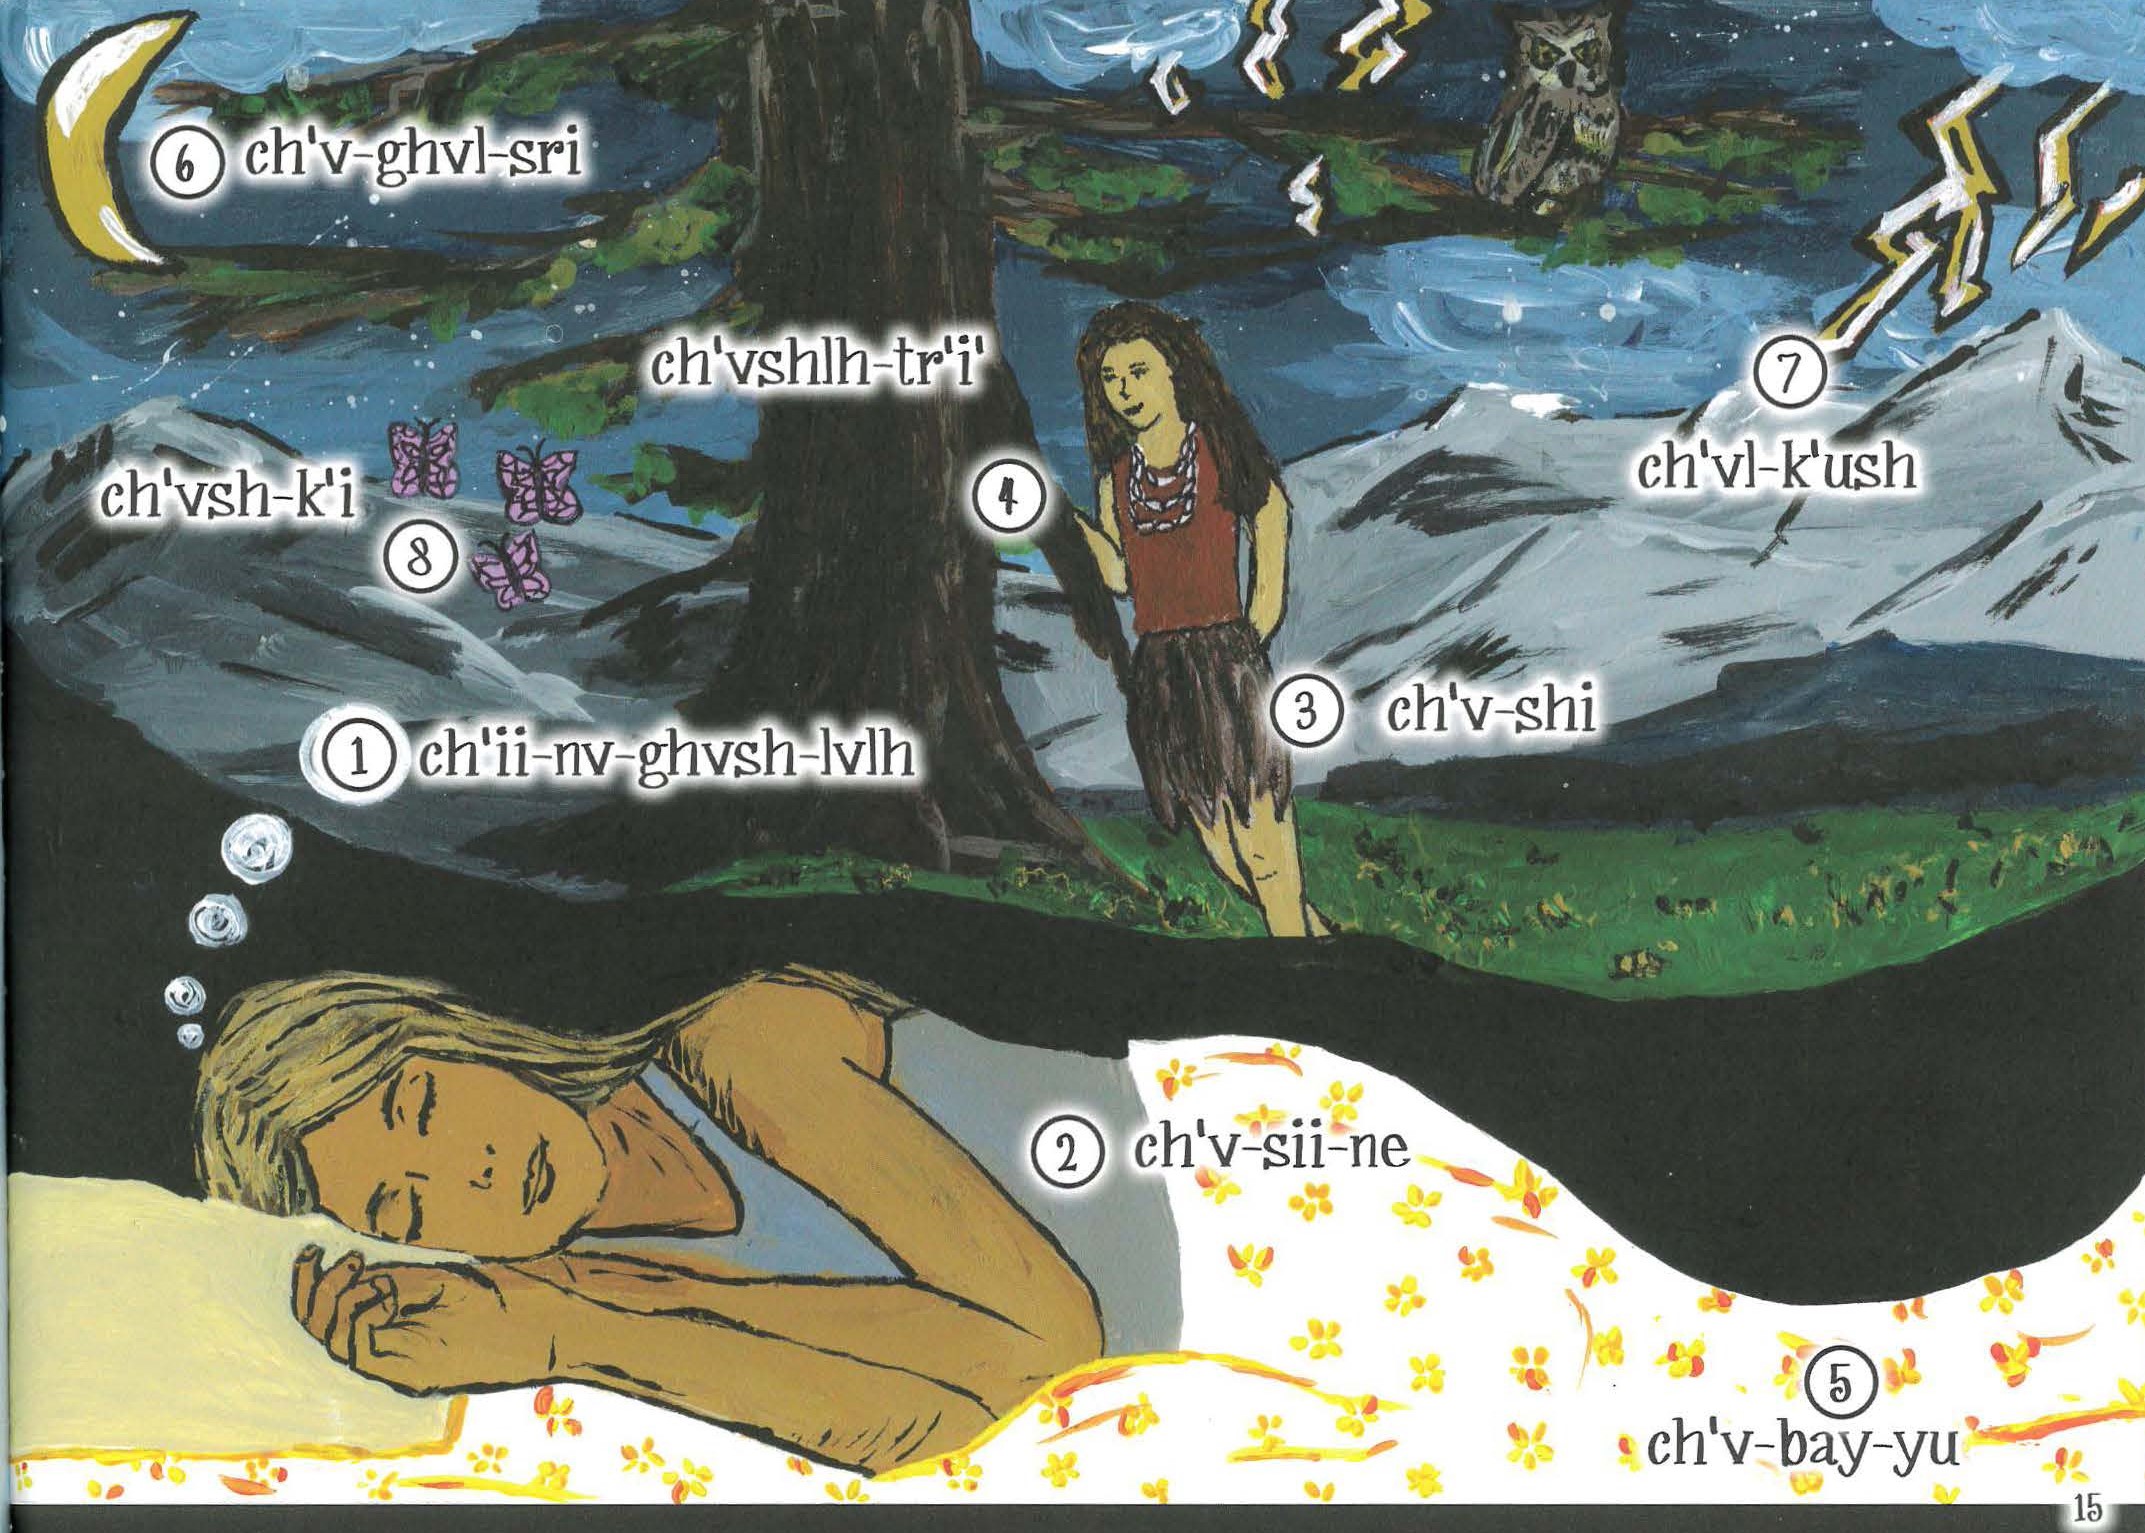 6 ch'v-ghvl-sri
ch'vshlh-tr'i'
4
7
ch'vl-k'ush
ch'vsh-k'i
8
3 ch'v-shi
1 ch'ii-nv-ghvsh-lvlh
2 ch'v-sii-ne
5
ch'v-bay-yu
15